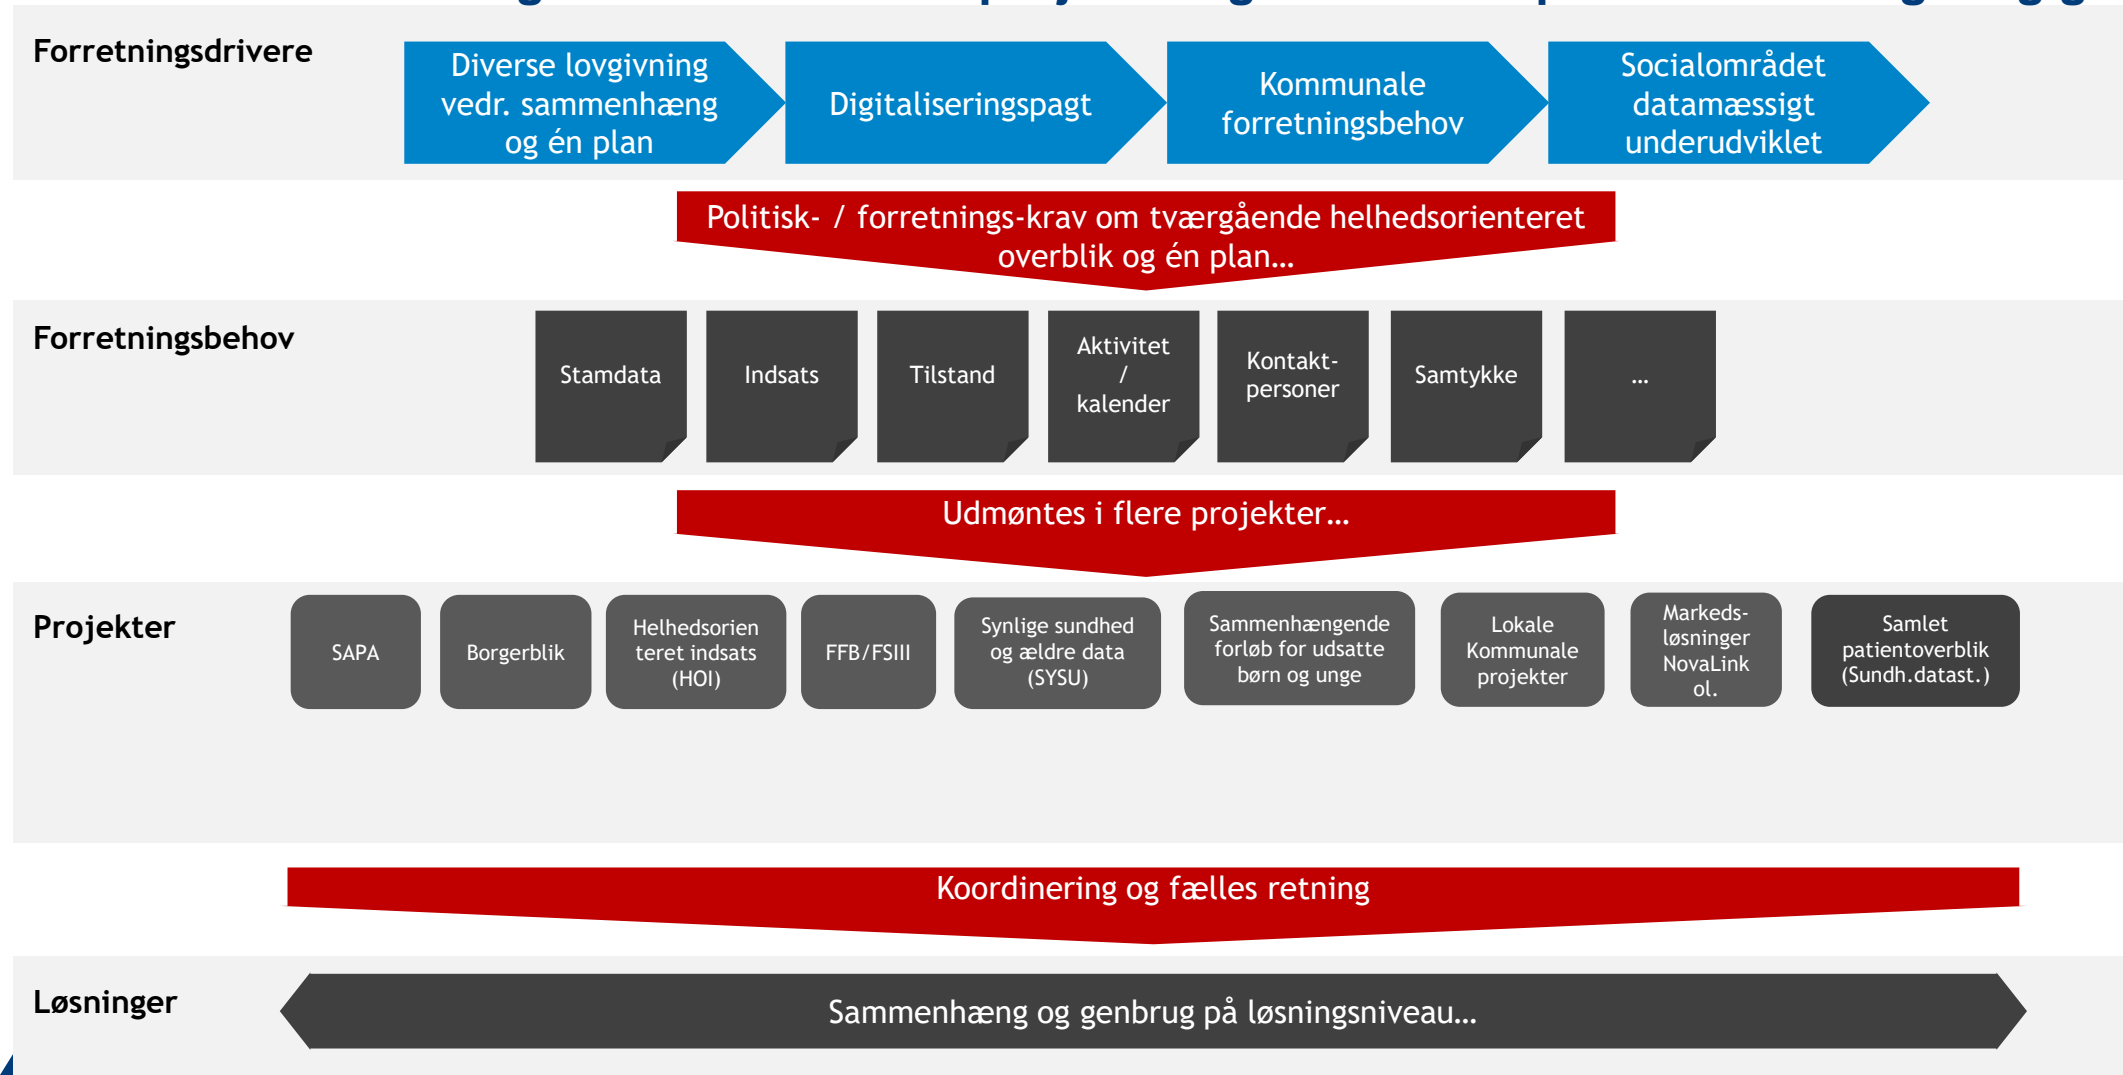 Forretningsdrivere
Diverse lovgivning
vedr. sammenhæng
og én plan
Digitaliseringspagt
Kommunale
forretningsbehov
Socialområdet
datamæssigt
underudviklet
Politisk- / forretnings-krav om tværgående helhedsorienteret
overblik og én plan…
Forretningsbehov
Stamdata
Indsats
Tilstand
Aktivitet
/
kalender
Kontakt-
personer
Samtykke
…
Udmøntes i flere projekter…
Projekter
SAPA
Borgerblik
Helhedsorien
teret indsats
(HOI)
FFB/FSIII
Synlige sundhed
og ældre data
(SYSU)
Sammenhængende
forløb for udsatte
børn og unge
Lokale
Kommunale
projekter
Markeds-
løsninger
NovaLink
ol.
Samlet
patientoverblik
(Sundh.datast.)
Koordinering og fælles retning
Løsninger
Sammenhæng og genbrug på løsningsniveau…